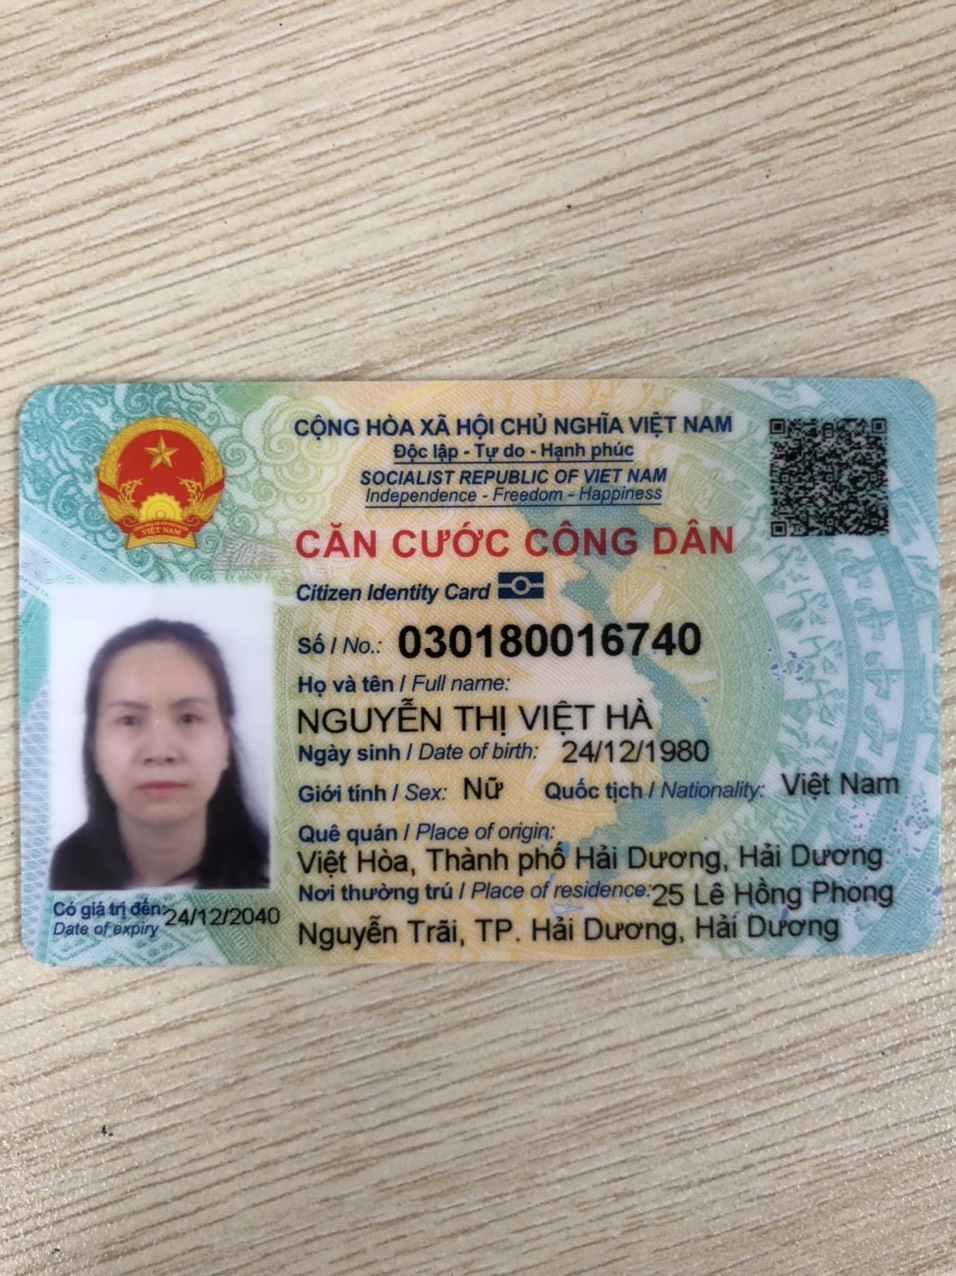 CỘNG HÒA XÃ HỘI CHỦ NGHĨA VIỆT NAM
Độc lập - Tự do - Hạnh phúc
SOCIALIST REPUBLIC OF VIET NAM
Independence - Freedom - Happiness
VIỆT NAM
CĂN CƯỚC CÔNG DÂN
Citizen Identity Card
Số / No.: 030180016740
Họ và tên / Full name:
NGUYỄN THỊ VIỆT HÀ
Ngày sinh / Date of birth: 24/12/1980
Giới tính / Sex: Nữ Quốc tịch / Nationality: Việt Nam
Quê quán / Place of origin:
Việt Hòa, Thành phố Hải Dương, Hải Dương
Nơi thường trú / Place of residence: 25 Lê Hồng Phong
Nguyễn Trãi, TP. Hải Dương, Hải Dương
Có giá trị đến: 24/12/2040
Date of expiry